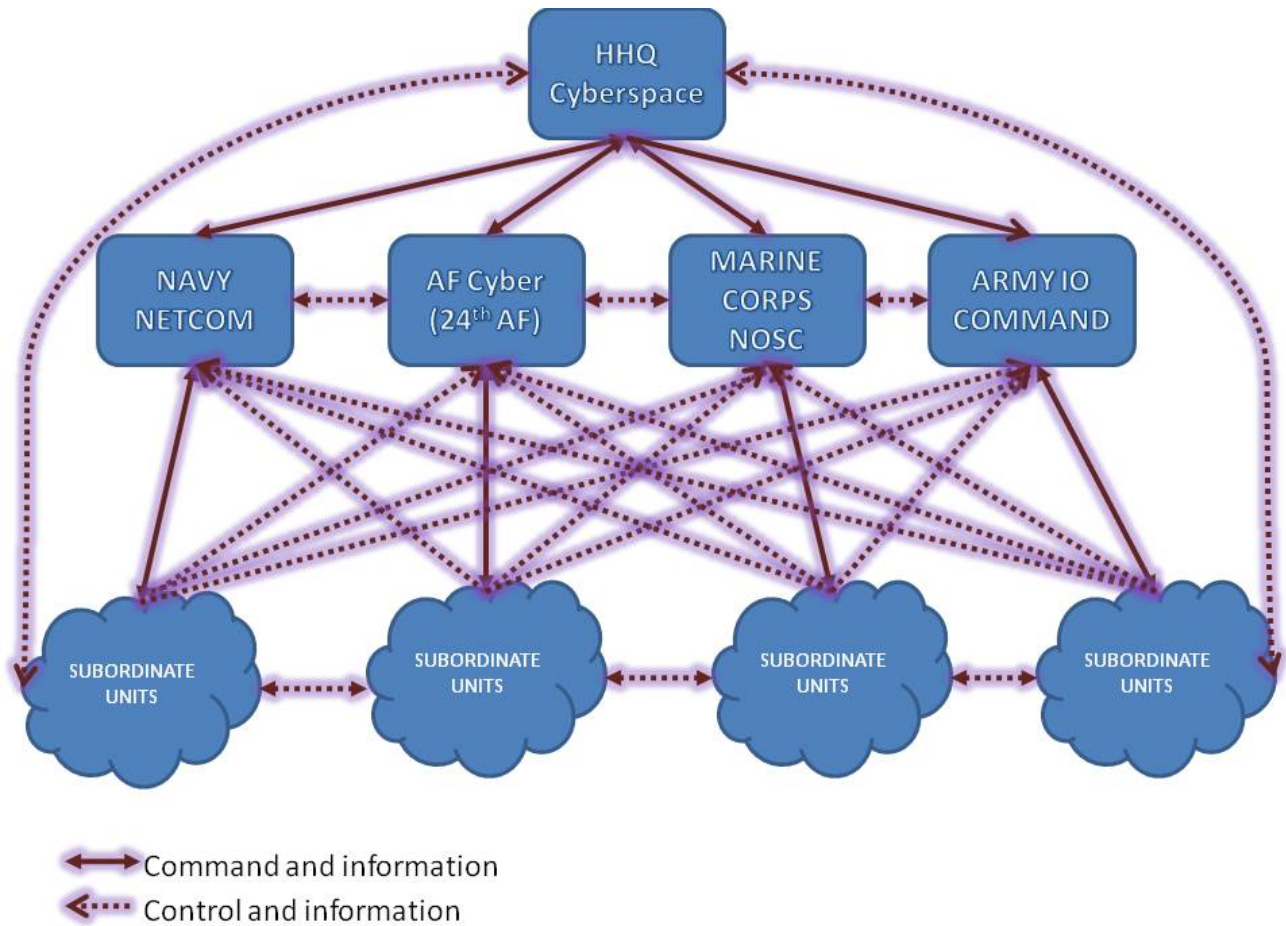 HHQ
Cyberspace
NAVY
NETCOM
AF Cyber
(24th AF)
MARINE
CORPS
NOSC
ARMY IO
COMMAND
SUBORDINATE
UNITS
SUBORDINATE
UNITS
SUBORDINATE
UNITS
SUBORDINATE
UNITS
Command and information
Control and information